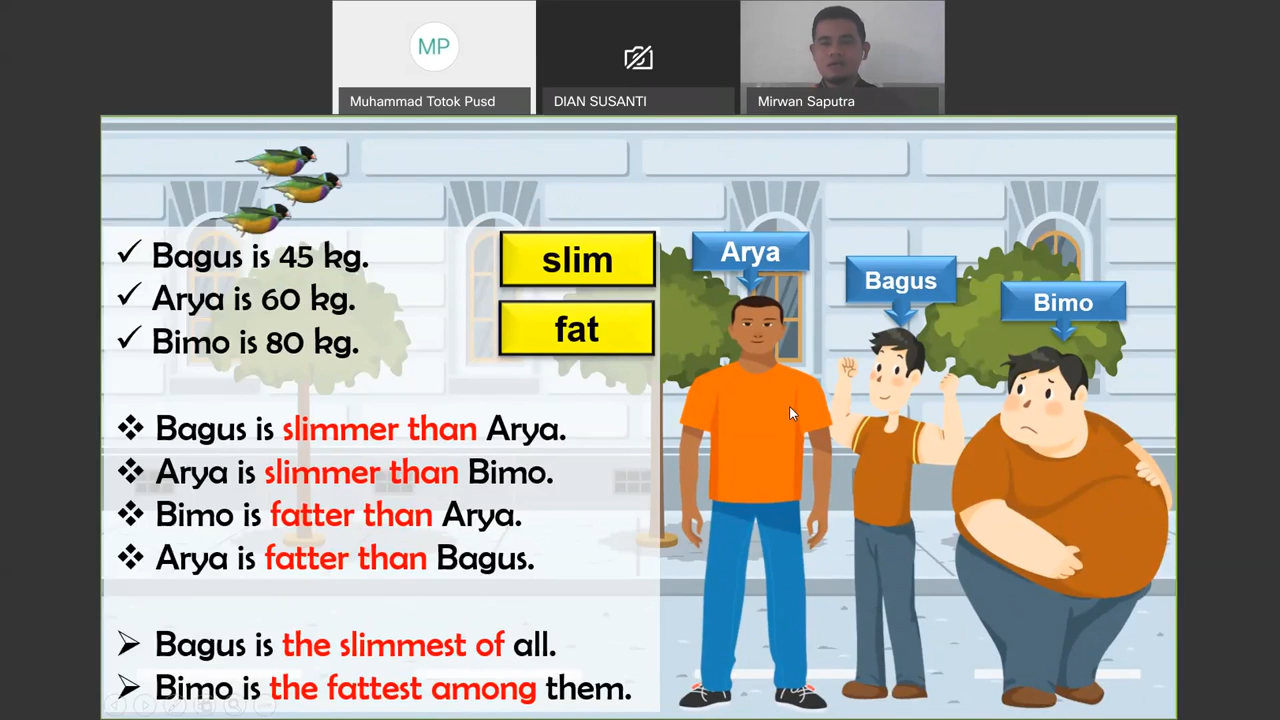 MP
Muhammad Totok Pusd
DIAN SUSANTI
Mirwan Saputra
Bagus is 45 kg.
Arya is 60 kg.
Bimo is 80 kg.
slim
fat
Arya
Bagus
Bimo
Bagus is slimmer than Arya.
Arya is slimmer than Bimo.
Bimo is fatter than Arya.
Arya is fatter than Bagus.
Bagus is the slimmest of all.
Bimo is the fattest among them.